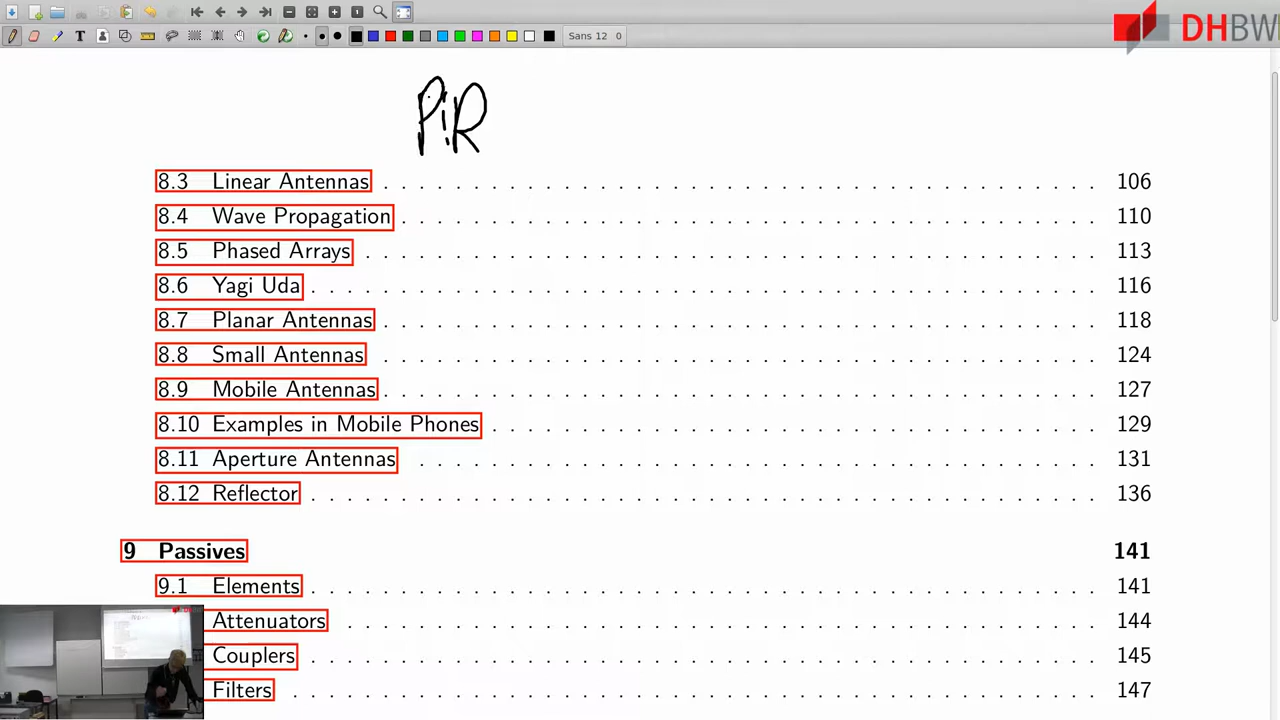 Sans 12 0
DHBW
PiR
8.3 Linear Antennas . . . . . . . . . . . . . . . . . . . . . . . . . . . . . . . . . . . . . . . . 106
8.4 Wave Propagation . . . . . . . . . . . . . . . . . . . . . . . . . . . . . . . . . . . . . . . 110
8.5 Phased Arrays . . . . . . . . . . . . . . . . . . . . . . . . . . . . . . . . . . . . . . . . . 113
8.6 Yagi Uda . . . . . . . . . . . . . . . . . . . . . . . . . . . . . . . . . . . . . . . . . . . . 116
8.7 Planar Antennas . . . . . . . . . . . . . . . . . . . . . . . . . . . . . . . . . . . . . . . . 118
8.8 Small Antennas . . . . . . . . . . . . . . . . . . . . . . . . . . . . . . . . . . . . . . . . 124
8.9 Mobile Antennas . . . . . . . . . . . . . . . . . . . . . . . . . . . . . . . . . . . . . . . . 127
8.10 Examples in Mobile Phones . . . . . . . . . . . . . . . . . . . . . . . . . . . . . . . . . . 129
8.11 Aperture Antennas . . . . . . . . . . . . . . . . . . . . . . . . . . . . . . . . . . . . . . 131
8.12 Reflector . . . . . . . . . . . . . . . . . . . . . . . . . . . . . . . . . . . . . . . . . . . . 136
9 Passives 141
9.1 Elements . . . . . . . . . . . . . . . . . . . . . . . . . . . . . . . . . . . . . . . . . . . . 141
Attenuators . . . . . . . . . . . . . . . . . . . . . . . . . . . . . . . . . . . . . . . . . . 144
Couplers . . . . . . . . . . . . . . . . . . . . . . . . . . . . . . . . . . . . . . . . . . . . 145
Filters . . . . . . . . . . . . . . . . . . . . . . . . . . . . . . . . . . . . . . . . . . . . . 147